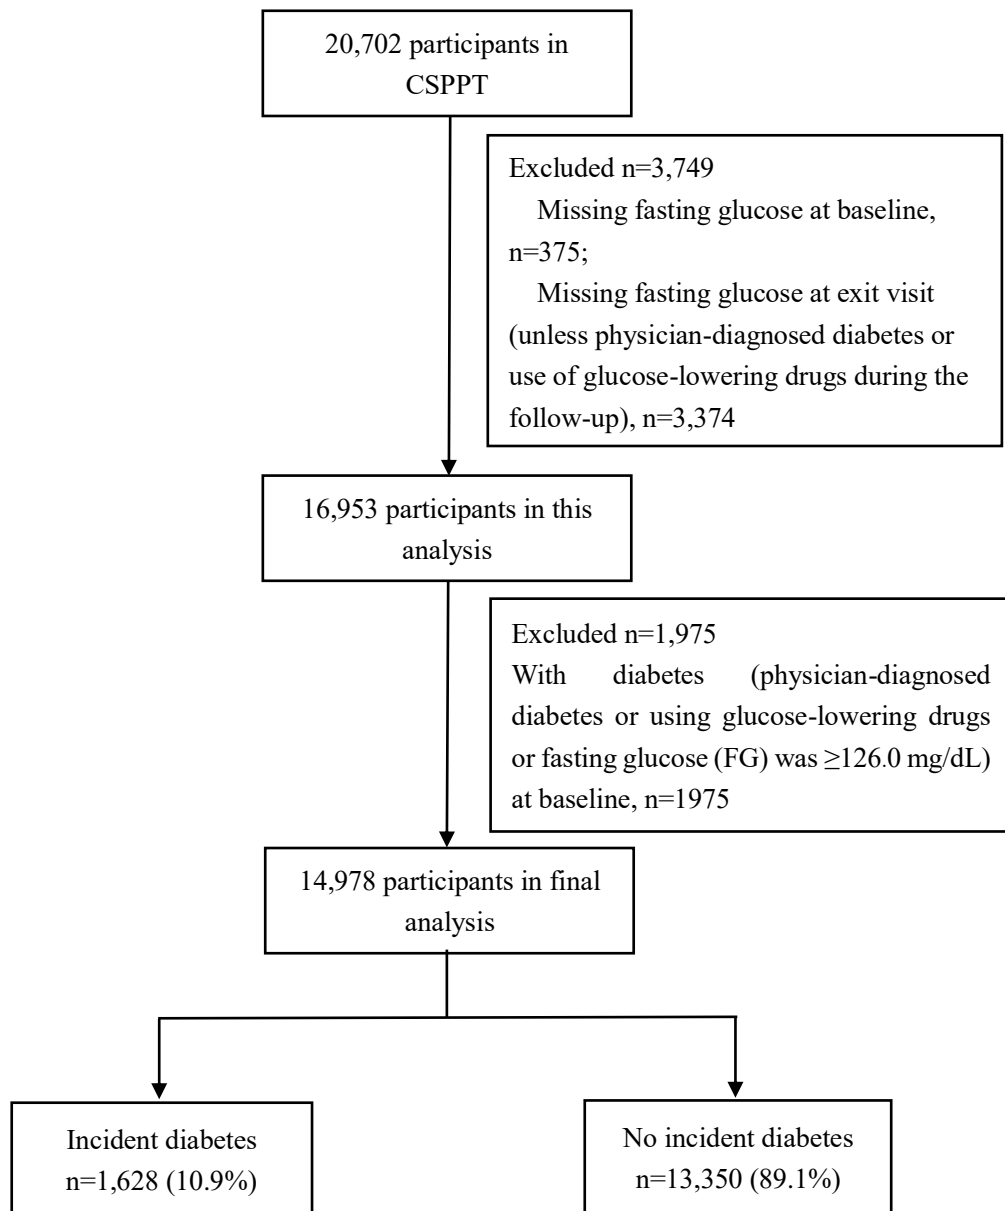 20,702 participants in
CSPPT
Excluded n=3,749
Missing fasting glucose at baseline,
n=375;
Missing fasting glucose at exit visit
(unless physician-diagnosed diabetes or
use of glucose-lowering drugs during the
follow-up), n=3,374
16,953 participants in this
analysis
Excluded n=1,975
With diabetes (physician-diagnosed
diabetes or using glucose-lowering drugs
or fasting glucose (FG) was ≥126.0 mg/dL)
at baseline, n=1975
14,978 participants in final
analysis
Incident diabetes
n=1,628 (10.9%)
No incident diabetes
n=13,350 (89.1%)